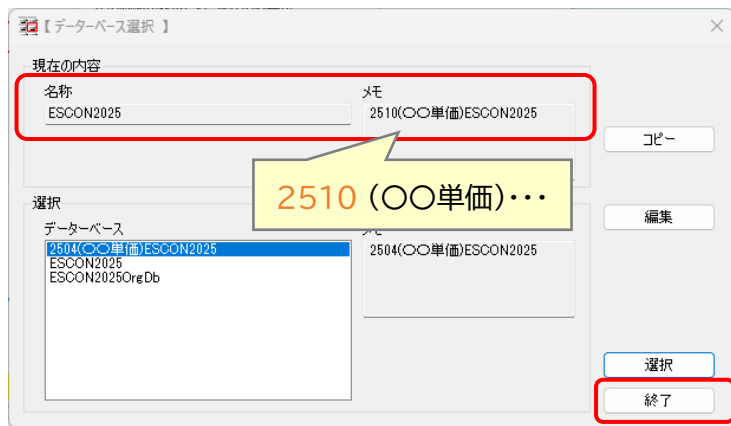 【 データーベース選択 】
現在の内容
名称
メモ
ESCON2025
2510(〇〇単価)ESCON2025
コピー
2510 (〇〇単価)･･･
選択
編集
データーベース
2504(〇〇単価)ESCON2025
ESCON2025
ESCON2025OrgDb
2504(〇〇単価)ESCON2025
選択
終了